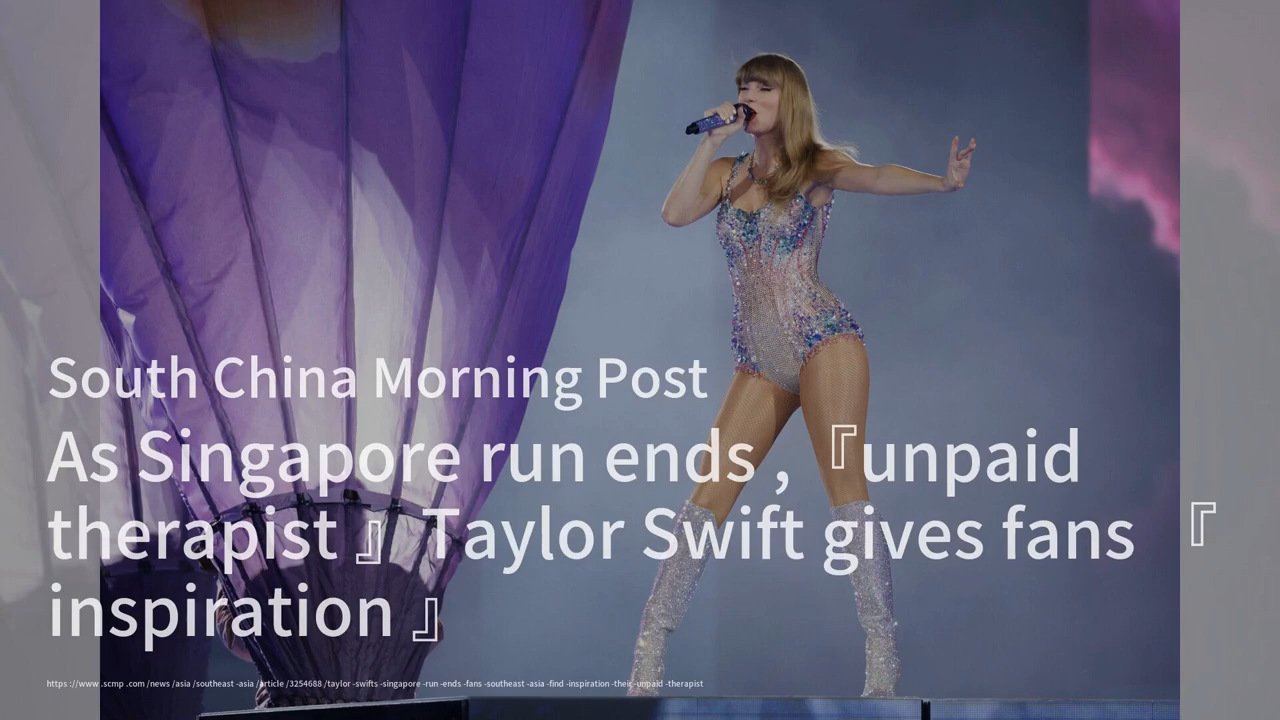 South China Morning Post
As Singapore run ends , 『unpaid
therapist 』 Taylor Swift gives fans 『
inspiration 』
https ://www .scmp .com /news /asia /southeast -asia /article /3254688 /taylor -swifts -singapore -run -ends -fans -southeast -asia -find -inspiration -their -unpaid -therapist